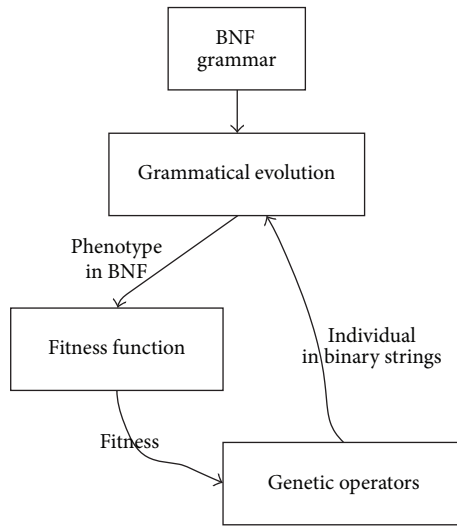 BNF
grammar
Grammatical evolution
Phenotype
in BNF
Fitness function
Individual
in binary strings
Fitness
Genetic operators